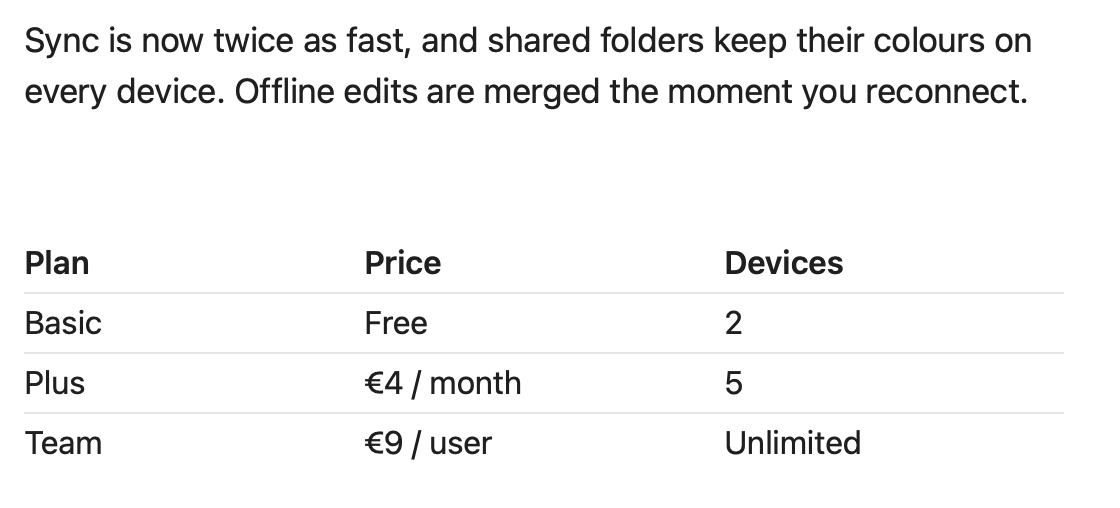 Sync is now twice as fast, and shared folders keep their colours on
every device. Offline edits are merged the moment you reconnect.
Plan Price Devices
Basic Free 2
Plus €4 / month 5
Team €9 / user Unlimited